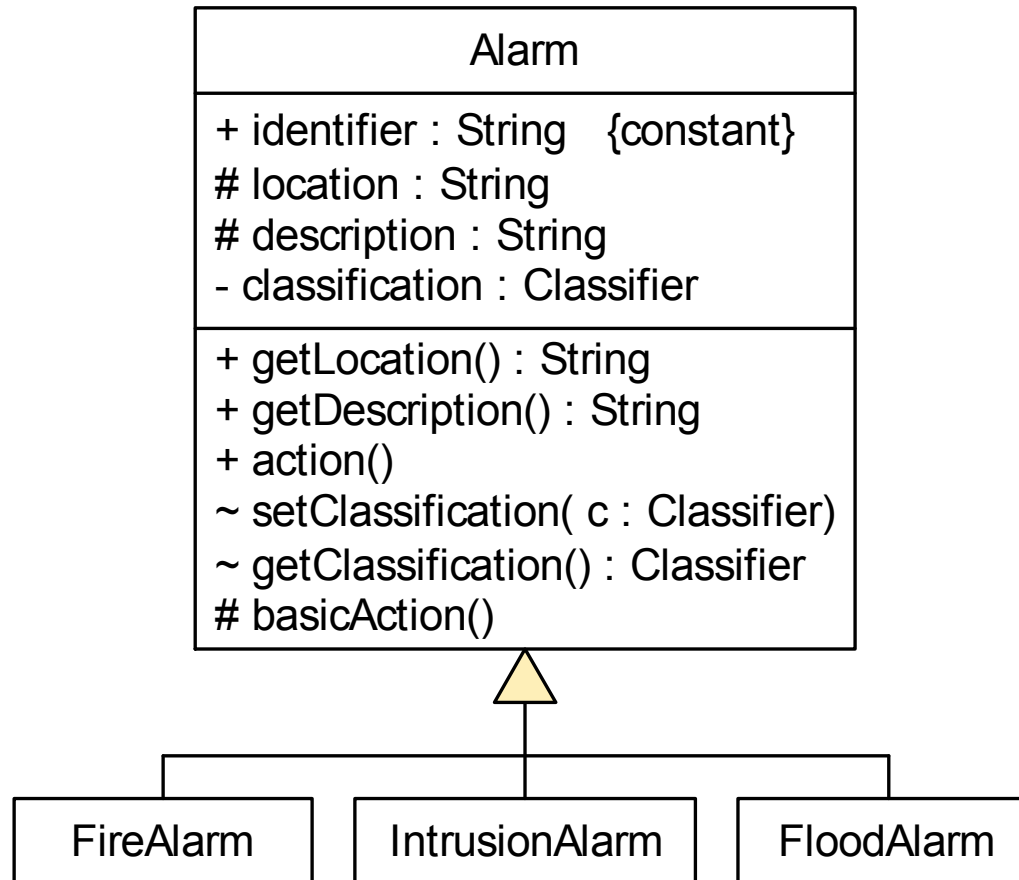 Alarm
+ identifier : String {constant}
# location : String
# description : String
- classification : Classifier
+ getLocation() : String
+ getDescription() : String
+ action()
~ setClassification( c : Classifier)
~ getClassification() : Classifier
# basicAction()
FireAlarm
IntrusionAlarm
FloodAlarm